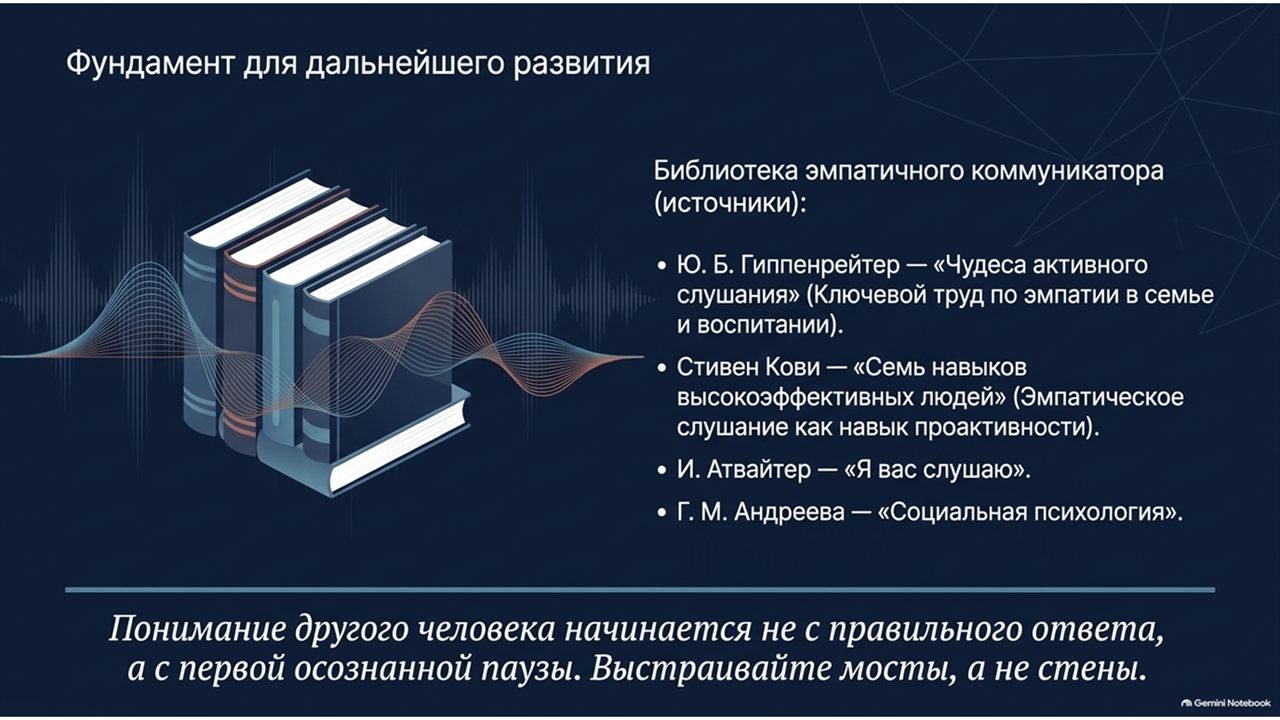 Фундамент для дальнейшего развития
Библиотека эмпатичного коммуникатора
(источники):
• Ю. Б. Гиппенрейтер — «Чудеса активного
слушания» (Ключевой труд по эмпатии в семье
и воспитании).
• Стивен Кови — «Семь навыков
высокоэффективных людей» (Эмпатическое
слушание как навык проактивности).
• И. Атвайтер — «Я вас слушаю».
• Г. М. Андреева — «Социальная психология».
Понимание другого человека начинается не с правильного ответа,
а с первой осознанной паузы. Выстраивайте мосты, а не стены.
Gemini Notebook